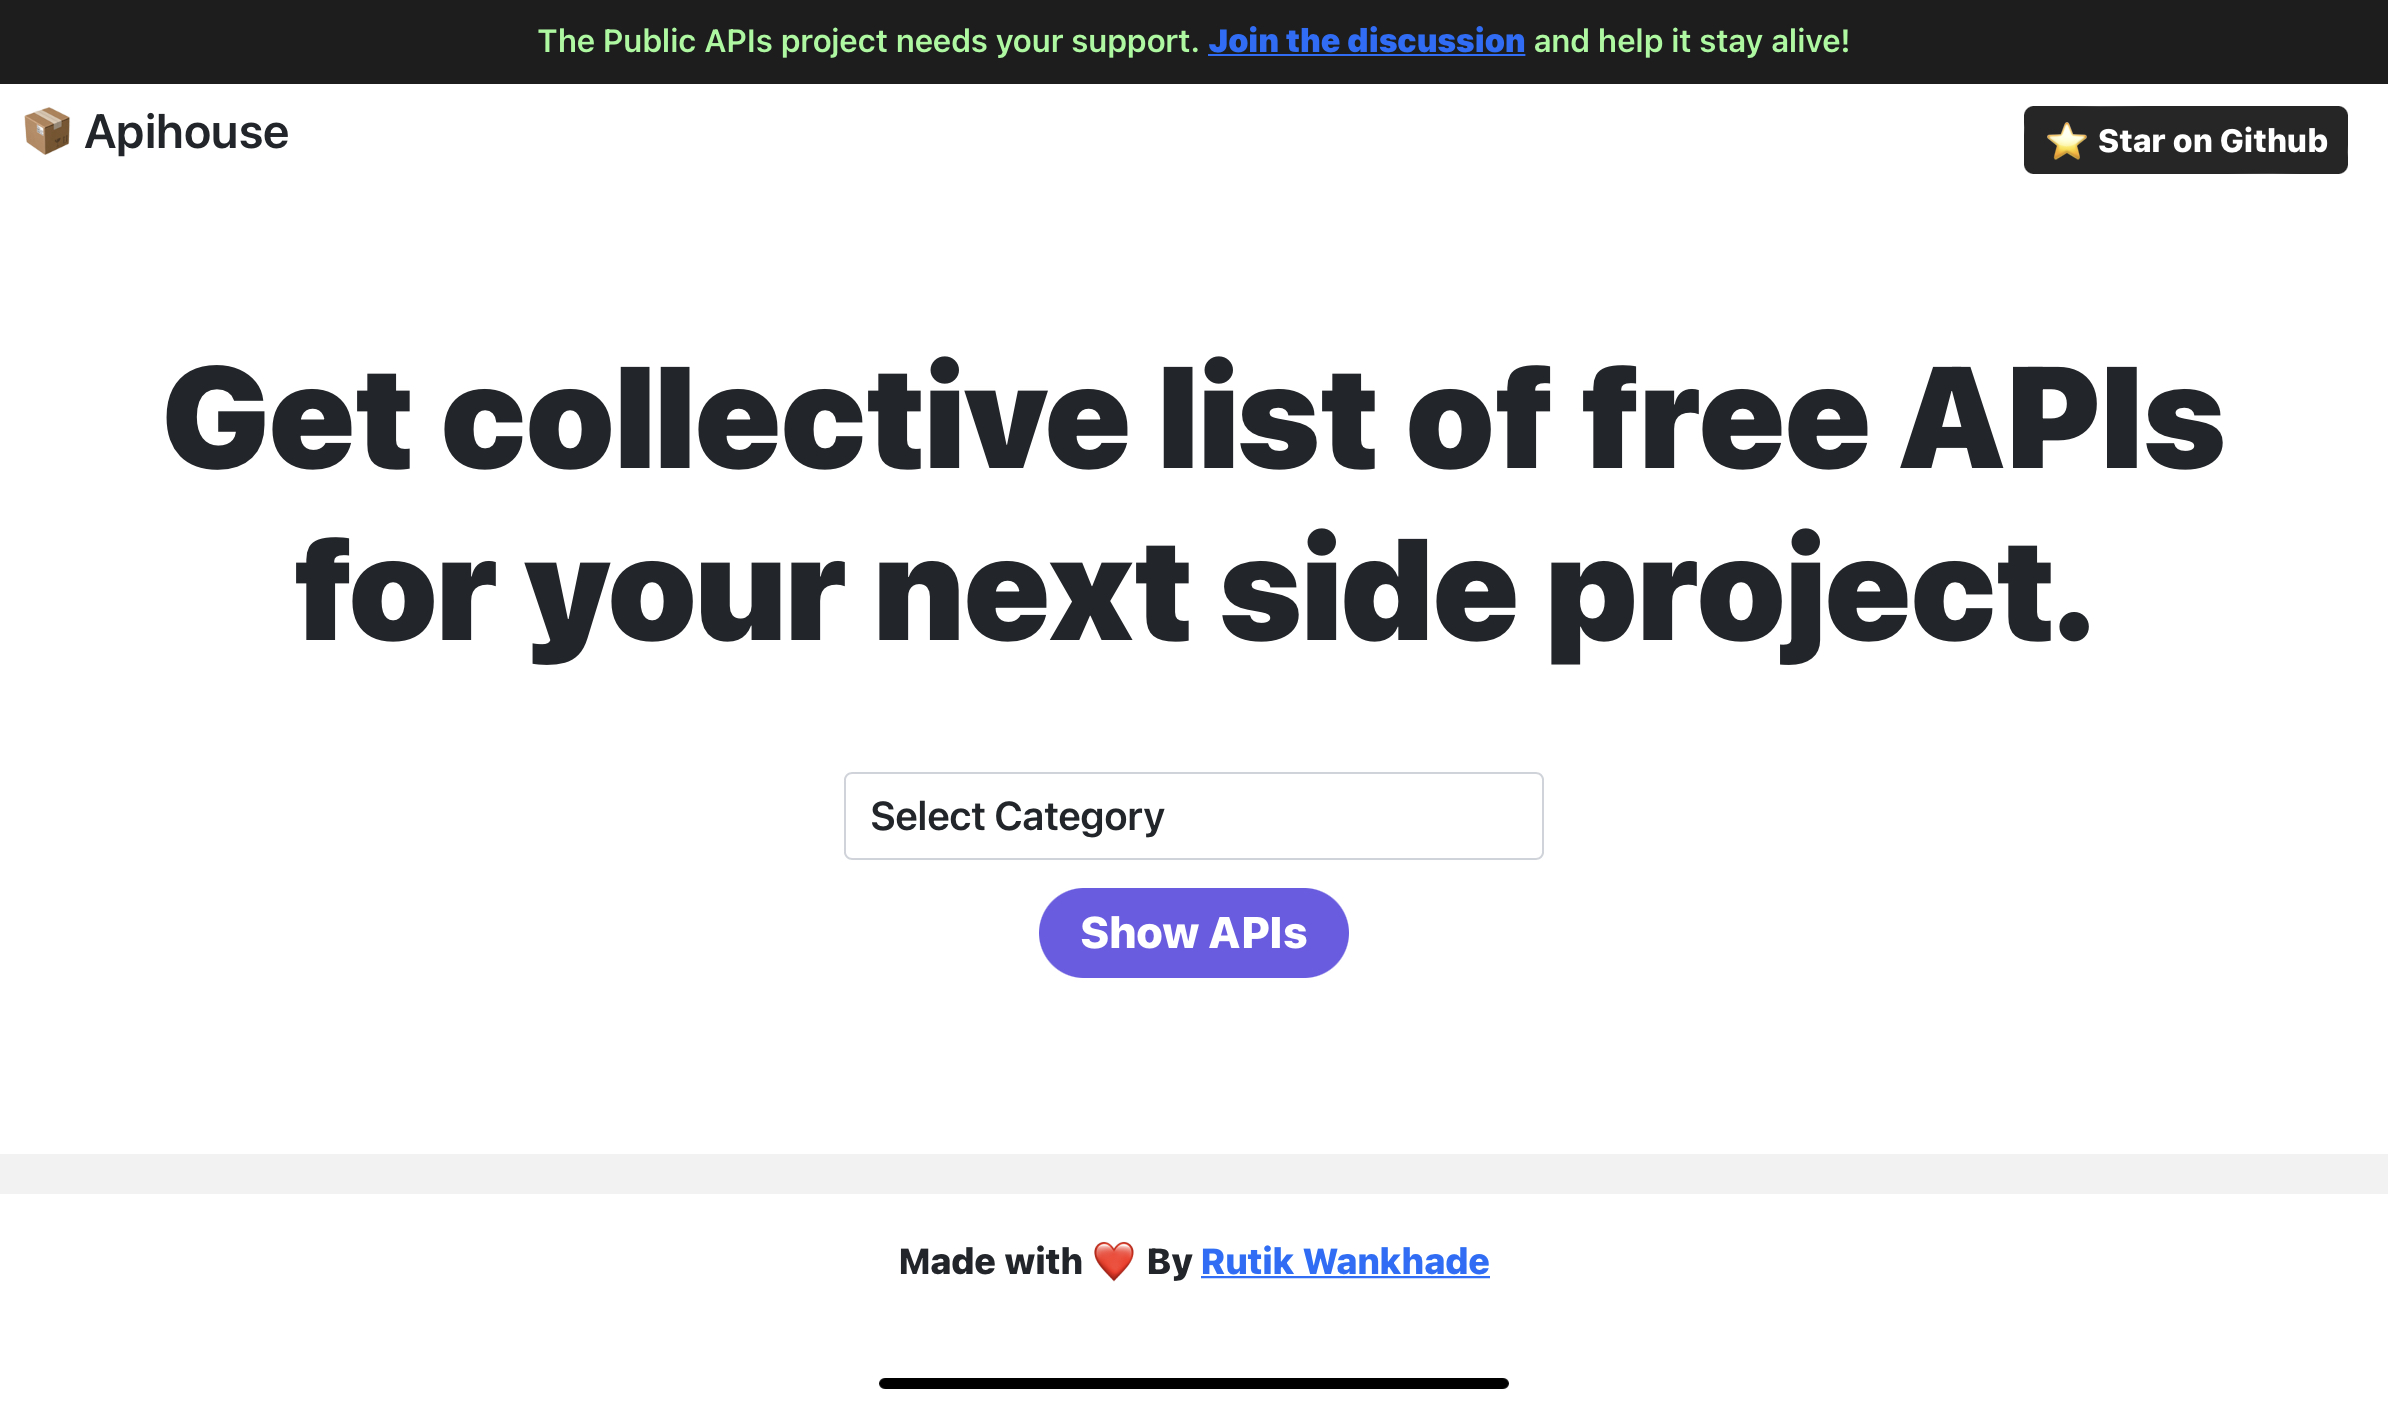 The Public APIs project needs your support. Join the discussion and help it stay alive!
📦 Apihouse
⭐ Star on Github
Get collective list of free APIs
for your next side project.
Select Category
Show APIs
Made with ❤️ By Rutik Wankhade